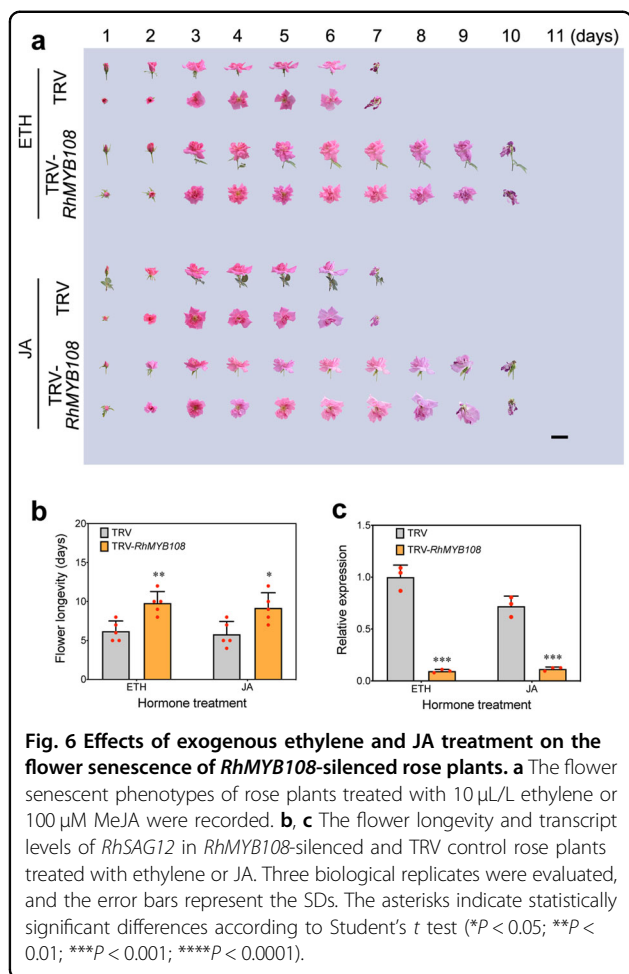 a
1 2 3 4 5 6 7 8 9 10 11 (days)
ETH
TRV
TRV-
RhMYB108
JA
TRV
TRV-
RhMYB108
b
Flower longevity (days)
20
15
10
5
0
TRV
TRV-RhMYB108
**
*
ETH JA
Hormone treatment
c
Relative expression
1.5
1.0
0.5
0.0
TRV
TRV-RhMYB108
***
***
ETH JA
Hormone treatment
Fig. 6 Effects of exogenous ethylene and JA treatment on the
flower senescence of RhMYB108-silenced rose plants. a The flower
senescent phenotypes of rose plants treated with 10 μL/L ethylene or
100 μM MeJA were recorded. b, c The flower longevity and transcript
levels of RhSAG12 in RhMYB108-silenced and TRV control rose plants
treated with ethylene or JA. Three biological replicates were evaluated,
and the error bars represent the SDs. The asterisks indicate statistically
significant differences according to Student's t test (*P < 0.05; **P <
0.01; ***P < 0.001; ****P < 0.0001).